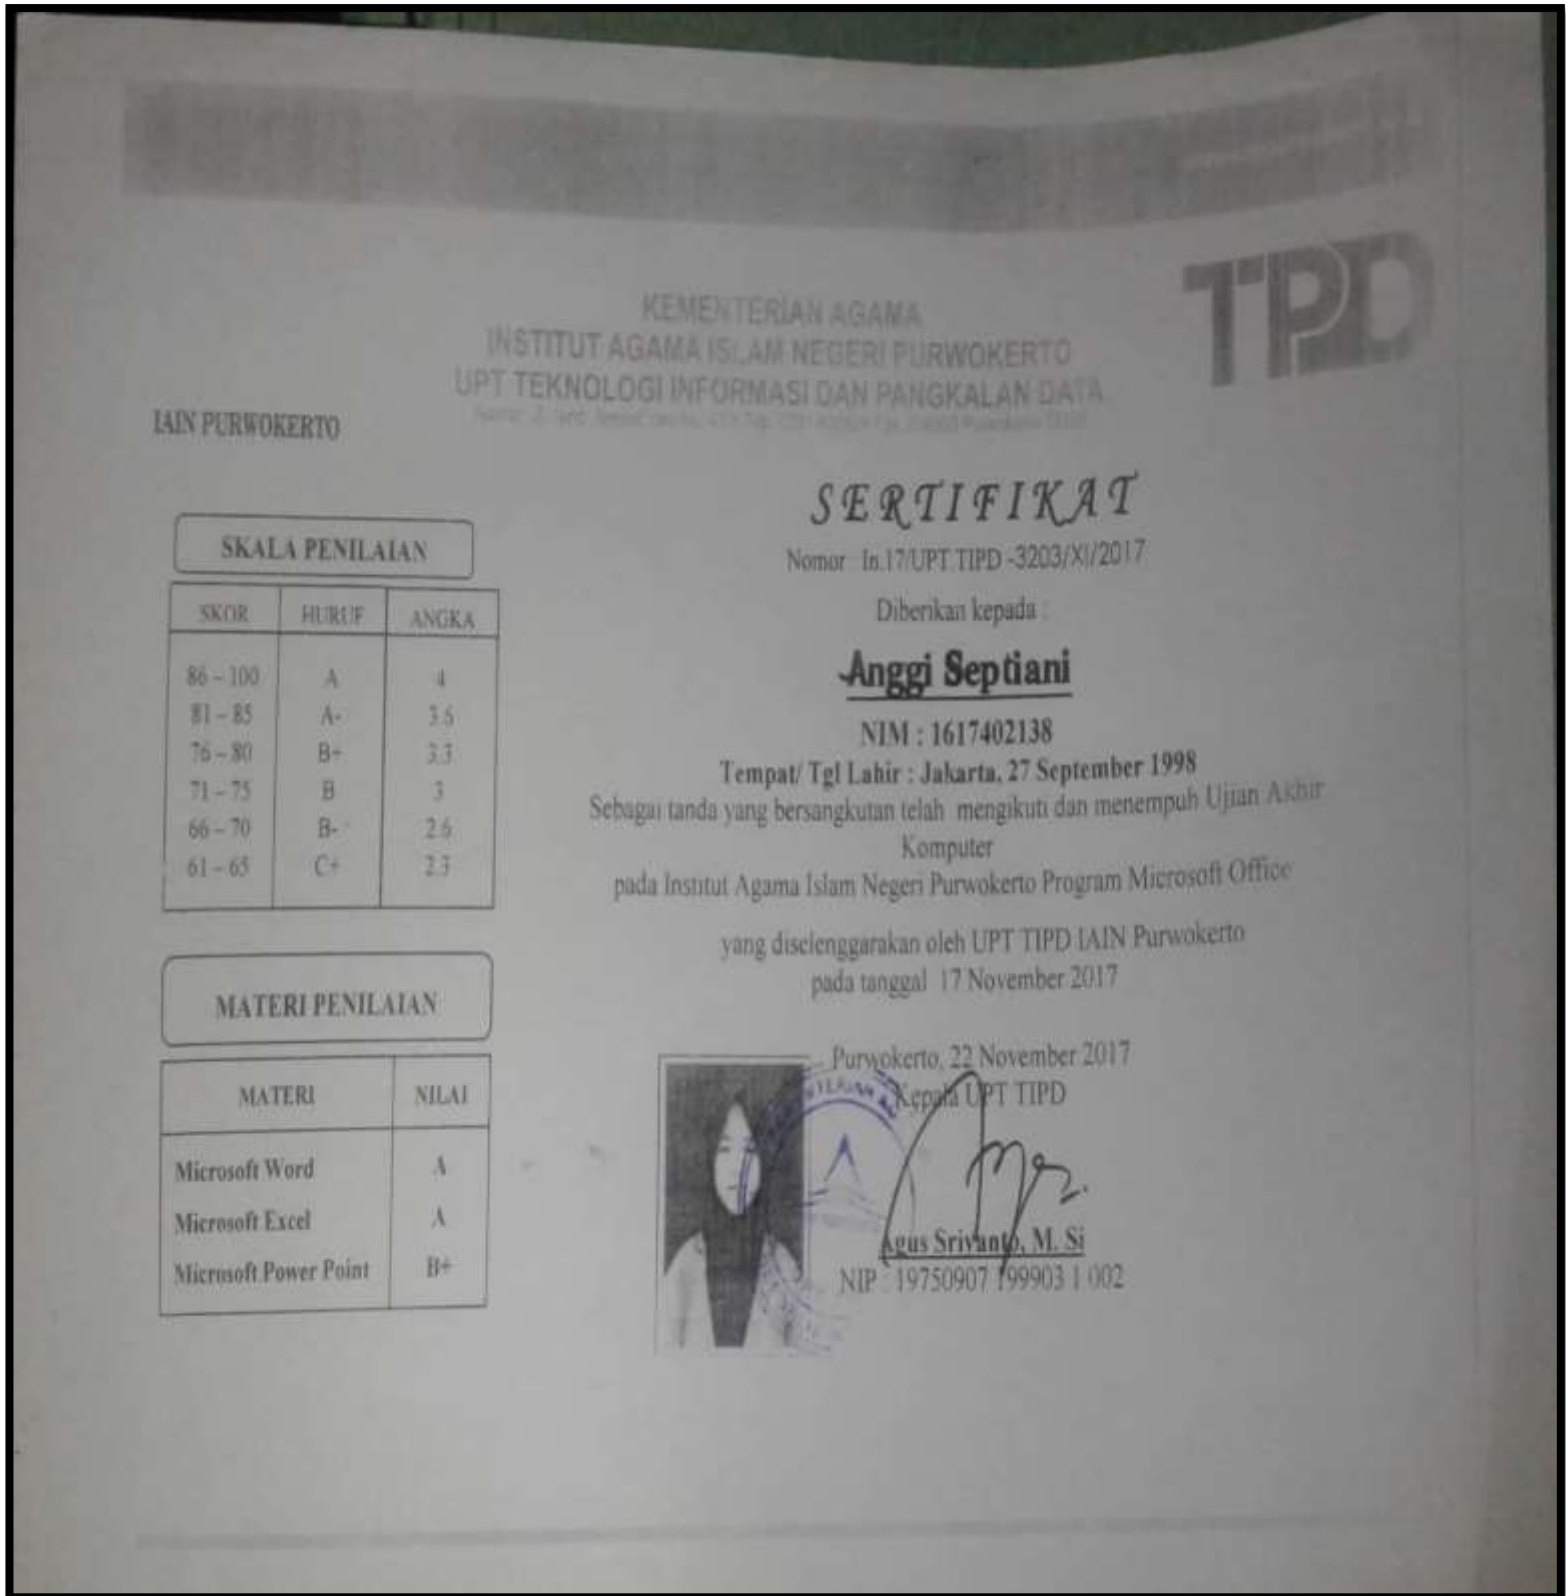 TIPD
KEMENTERIAN AGAMA
INSTITUT AGAMA ISLAM NEGERI PURWOKERTO
UPT TEKNOLOGI INFORMASI DAN PANGKALAN DATA
IAIN PURWOKERTO
SKALA PENILAIAN
SKOR HURUF ANGKA
86 – 100 A 4
81 – 85 A- 3.6
76 – 80 B+ 3.3
71 – 75 B 3
66 – 70 B- 2.6
61 – 65 C+ 2.3
MATERI PENILAIAN
MATERI NILAI
Microsoft Word A
Microsoft Excel A
Microsoft Power Point B+
SERTIFIKAT
Nomor In.17/UPT.TIPD -3203/XI/2017
Diberikan kepada :
Anggi Septiani
NIM : 1617402138
Tempat/ Tgl Lahir : Jakarta, 27 September 1998
Sebagai tanda yang bersangkutan telah mengikuti dan menempuh Ujian Akhir
Komputer
pada Institut Agama Islam Negeri Purwokerto Program Microsoft Office
yang diselenggarakan oleh UPT TIPD IAIN Purwokerto
pada tanggal 17 November 2017
Purwokerto, 22 November 2017
Kepala UPT TIPD
Agus Sriyanto, M. Si
NIP : 19750907 199903 1 002